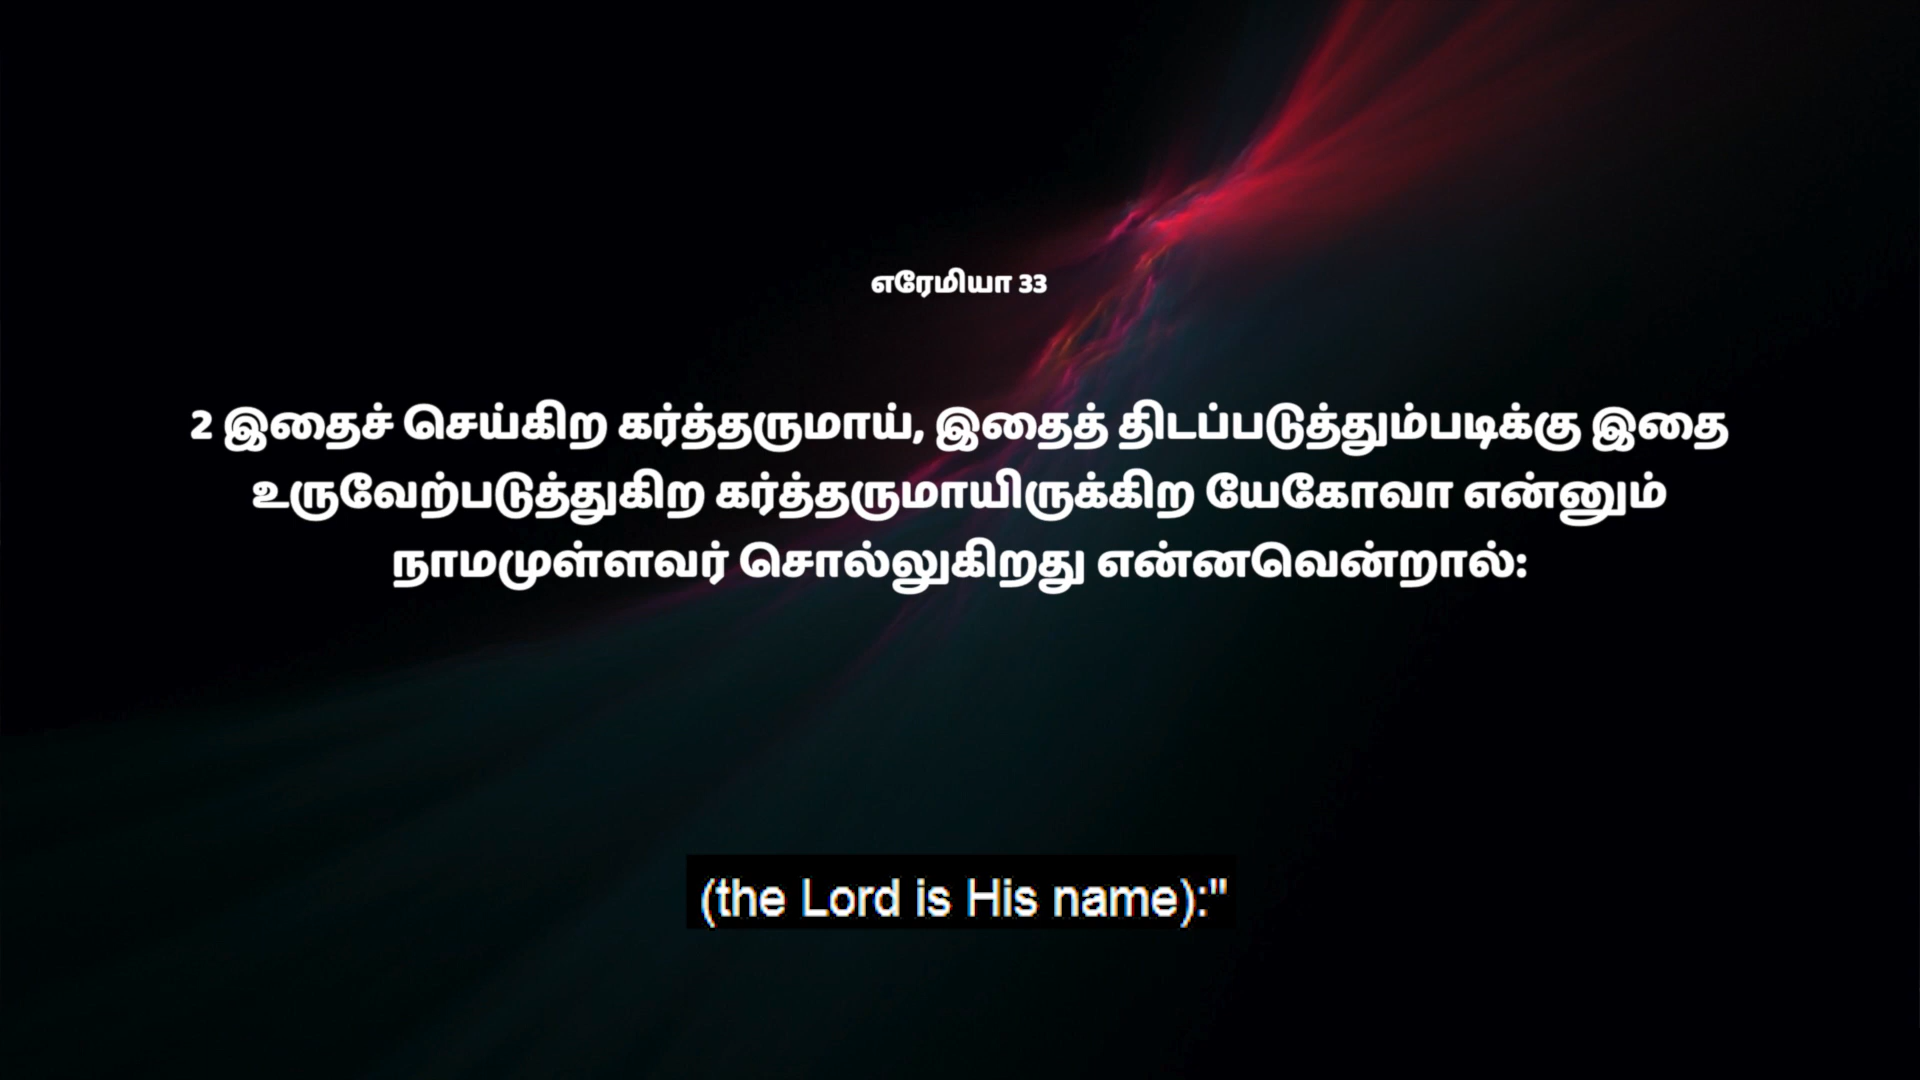 எரேமியா 33
2 இதைச் செய்கிற கர்த்தருமாய், இதைத் திடப்படுத்தும்படிக்கு இதை
உருவேற்படுத்துகிற கர்த்தருமாயிருக்கிற யேகோவா என்னும்
நாமமுள்ளவர் சொல்லுகிறது என்னவென்றால்:
(the Lord is His name):"